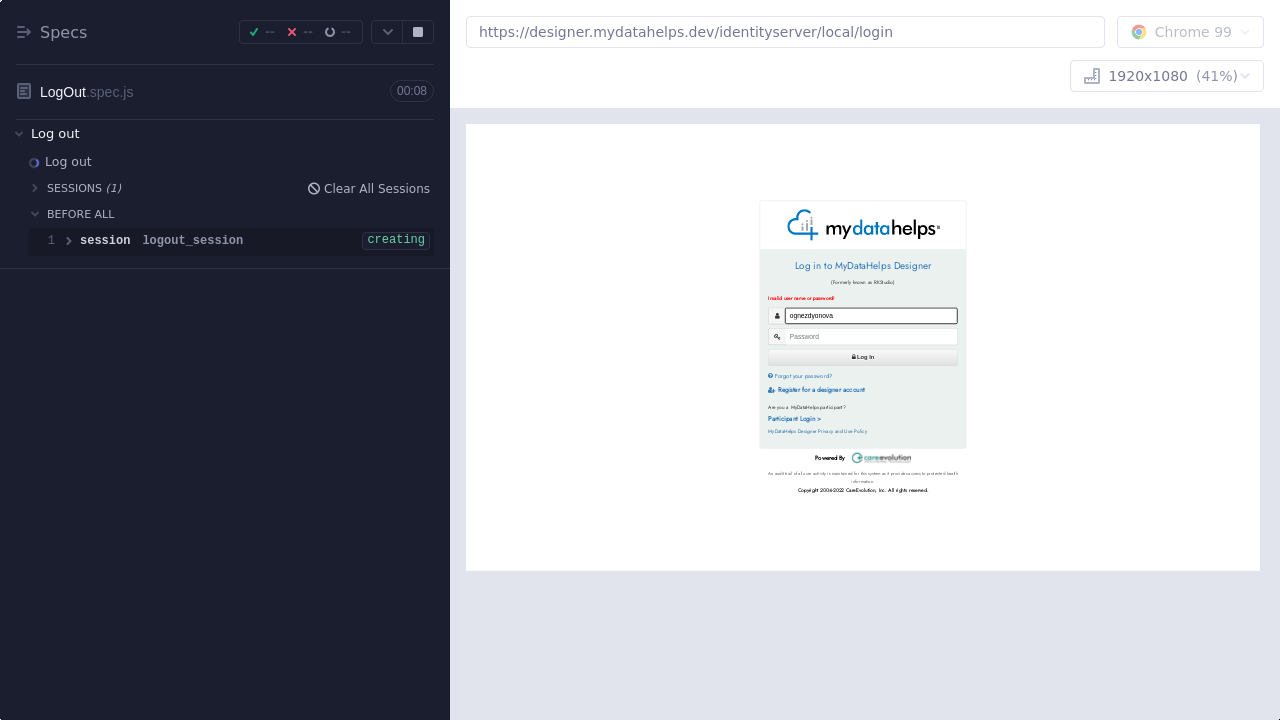 Specs
-- -- --
LogOut.spec.js
00:08
Log out
Log out
SESSIONS (1)
Clear All Sessions
BEFORE ALL
1 session logout_session creating
https://designer.mydatahelps.dev/identityserver/local/login
Chrome 99
1920x1080 (41%)
mydatahelps
Log in to MyDataHelps Designer
(Formerly known as RKStudio)
Invalid user name or password!
ognezdyonova
Password
Log In
Forgot your password?
Register for a designer account
Are you a MyDataHelps participant?
Participant Login >
MyDataHelps Designer Privacy and Use Policy
Powered By careevolution
An audit trail of all user activity is maintained for this system as it provides access to protected health
information.
Copyright 2006-2022 CareEvolution, Inc. All rights reserved.